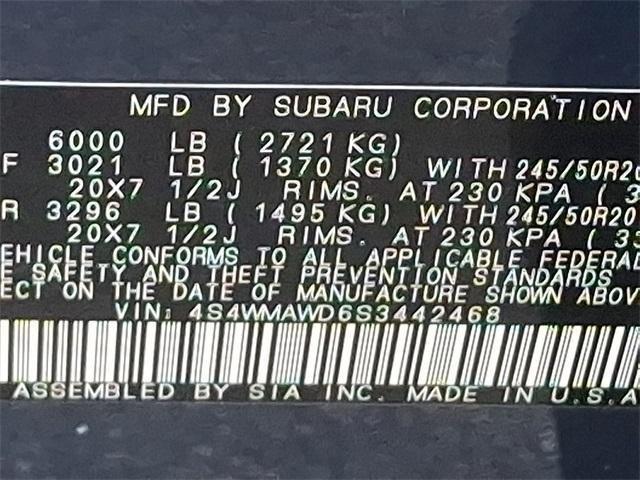 MFD BY SUBARU CORPORATION
6000 LB ( 2721 KG)
F 3021 LB ( 1370 KG) WITH 245/50R20
20X7 1/2J RIMS. AT 230 KPA ( 3
R 3296 LB ( 1495 KG) WITH 245/50R20
20X7 1/2J RIMS. AT 230 KPA ( 33
EHICLE CONFORMS TO ALL APPLICABLE FEDERAL
E SAFETY AND THEFT PREVENTION STANDARDS
ECT ON THE DATE OF MANUFACTURE SHOWN ABOV
VIN: 4S4WMAWD6S3442468
ASSEMBLED BY SIA INC. MADE IN U.S.A